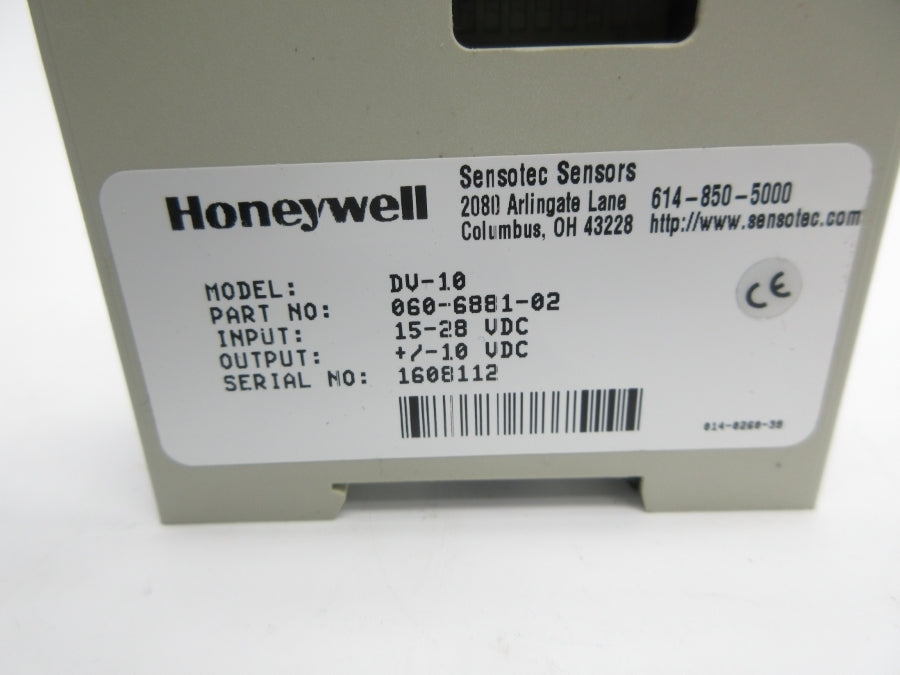 Honeywell
Sensotec Sensors
2080 Arlingate Lane 614-850-5000
Columbus, OH 43228 http://www.sensotec.com
MODEL: DV-10
PART NO: 060-6881-02
INPUT: 15-28 VDC
OUTPUT: +/-10 VDC
SERIAL NO: 1608112
CE
014-0260-38